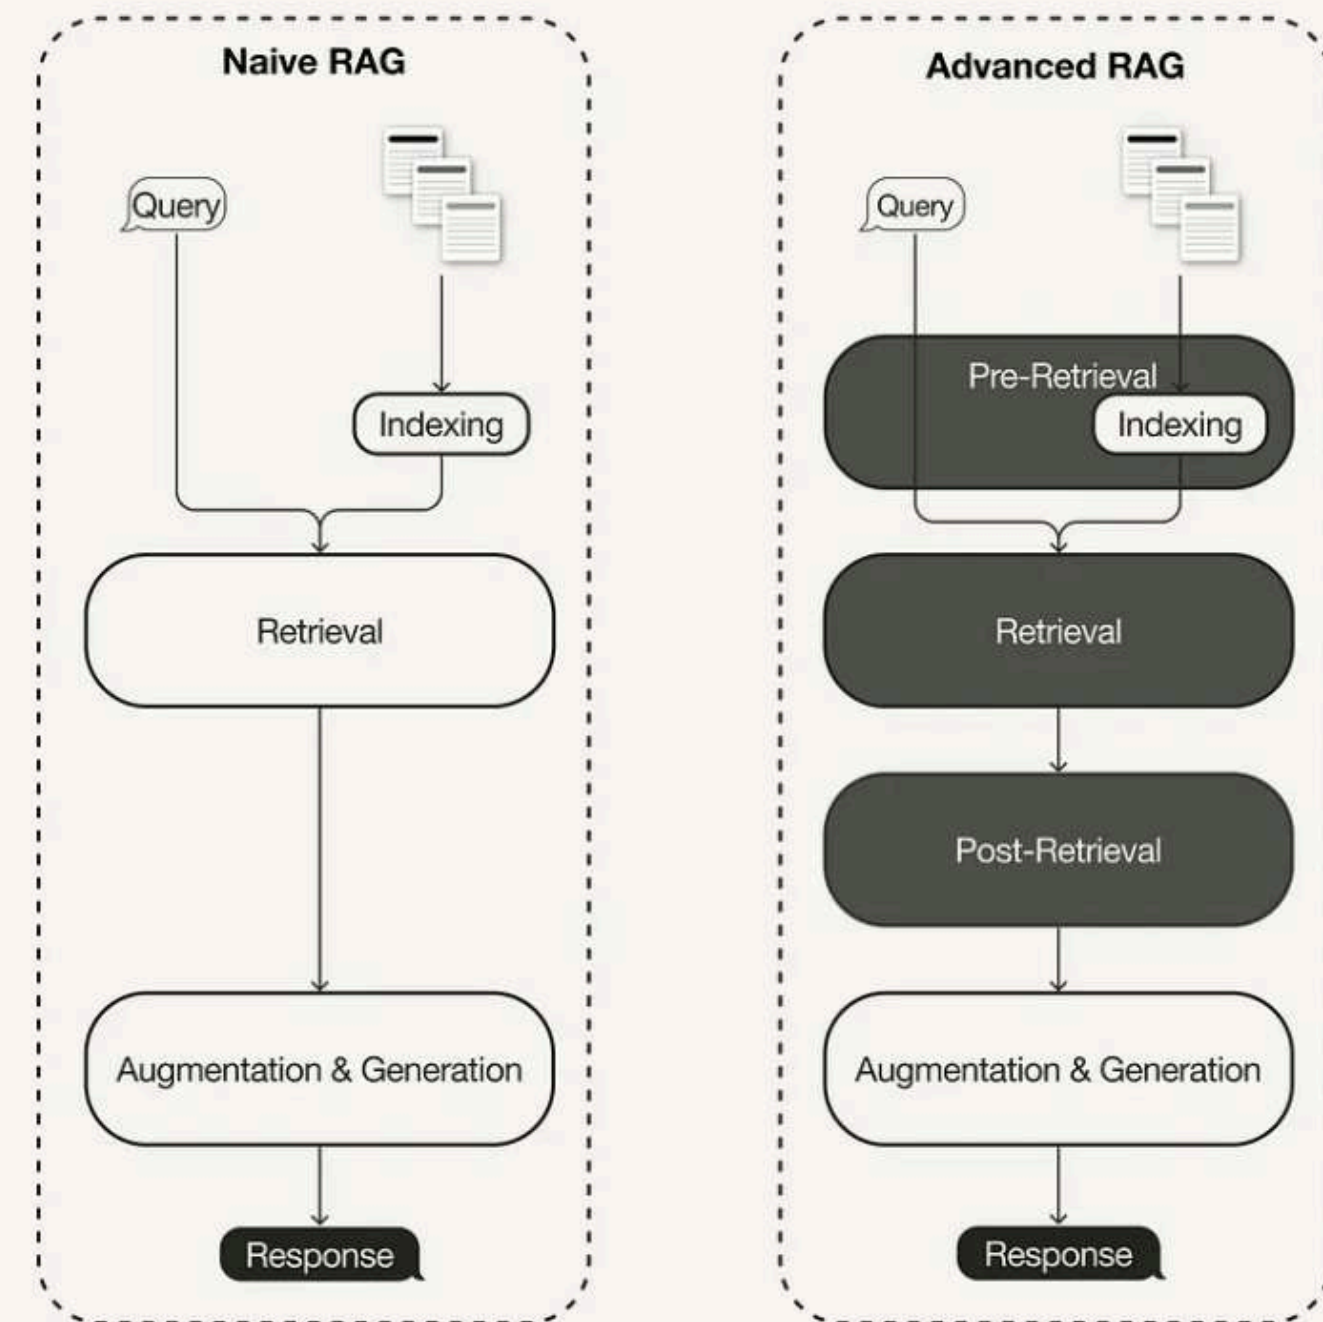 Naive RAG
Query
Indexing
Retrieval
Augmentation & Generation
Response
Advanced RAG
Query
Pre-Retrieval
Indexing
Retrieval
Post-Retrieval
Augmentation & Generation
Response